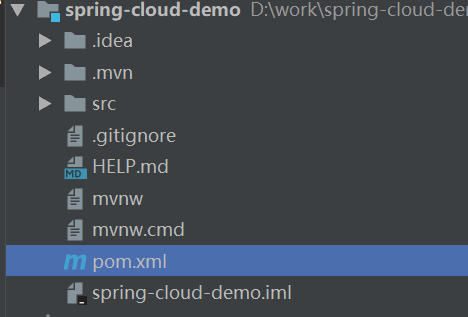 spring-cloud-demo D:\work\spring-cloud-de
.idea
.mvn
src
.gitignore
HELP.md
mvnw
mvnw.cmd
pom.xml
spring-cloud-demo.iml